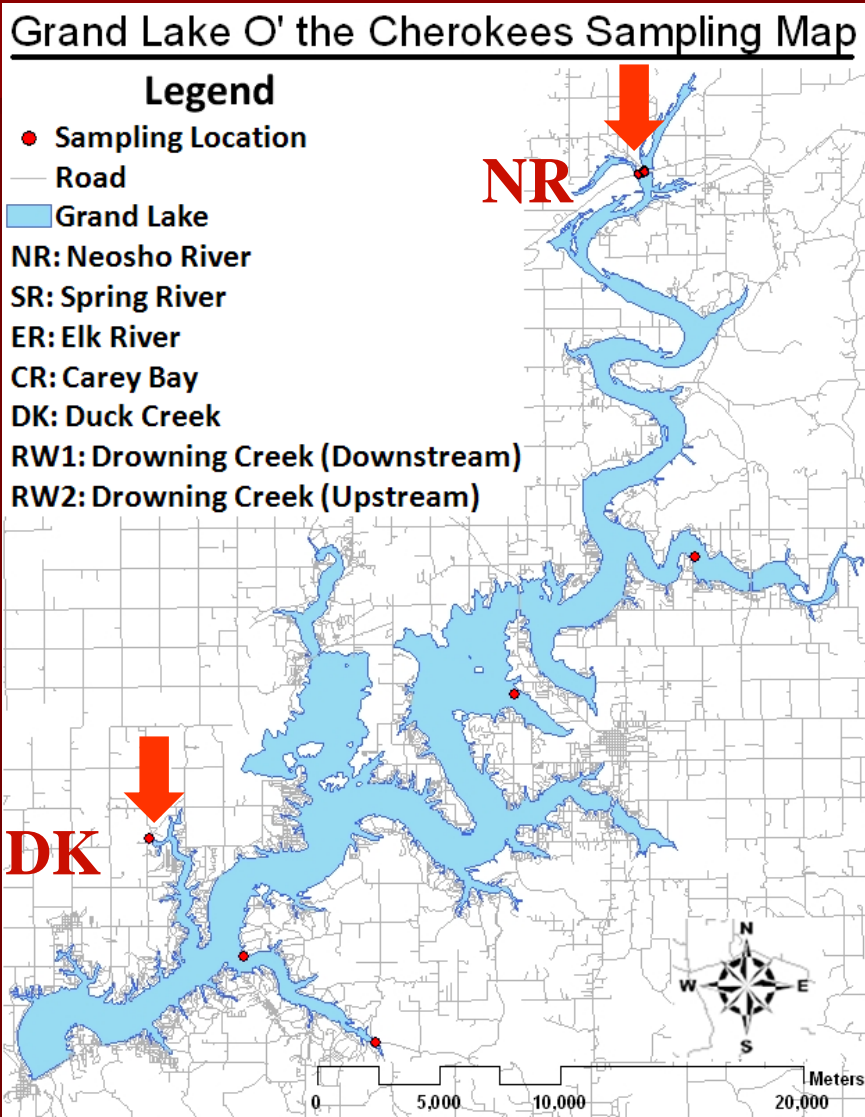 Grand Lake O' the Cherokees Sampling Map
Legend
Sampling Location
Road
Grand Lake
NR: Neosho River
SR: Spring River
ER: Elk River
CR: Carey Bay
DK: Duck Creek
RW1: Drowning Creek (Downstream)
RW2: Drowning Creek (Upstream)
NR
DK
N
W
E
S
Meters
0 5,000 10,000 20,000